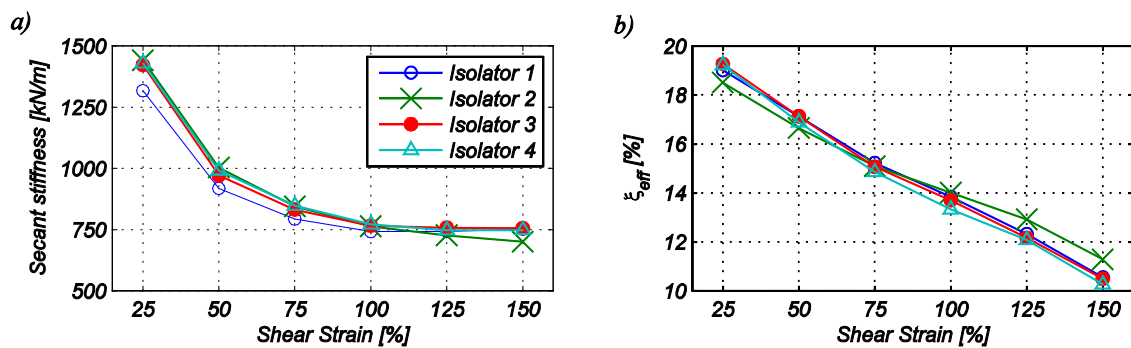 a)
Secant stiffness [kN/m]
1500
1250
1000
750
500
25 50 75 100 125 150
Shear Strain [%]
Isolator 1
Isolator 2
Isolator 3
Isolator 4
b)
ξeff [%]
20
18
16
14
12
10
25 50 75 100 125 150
Shear Strain [%]